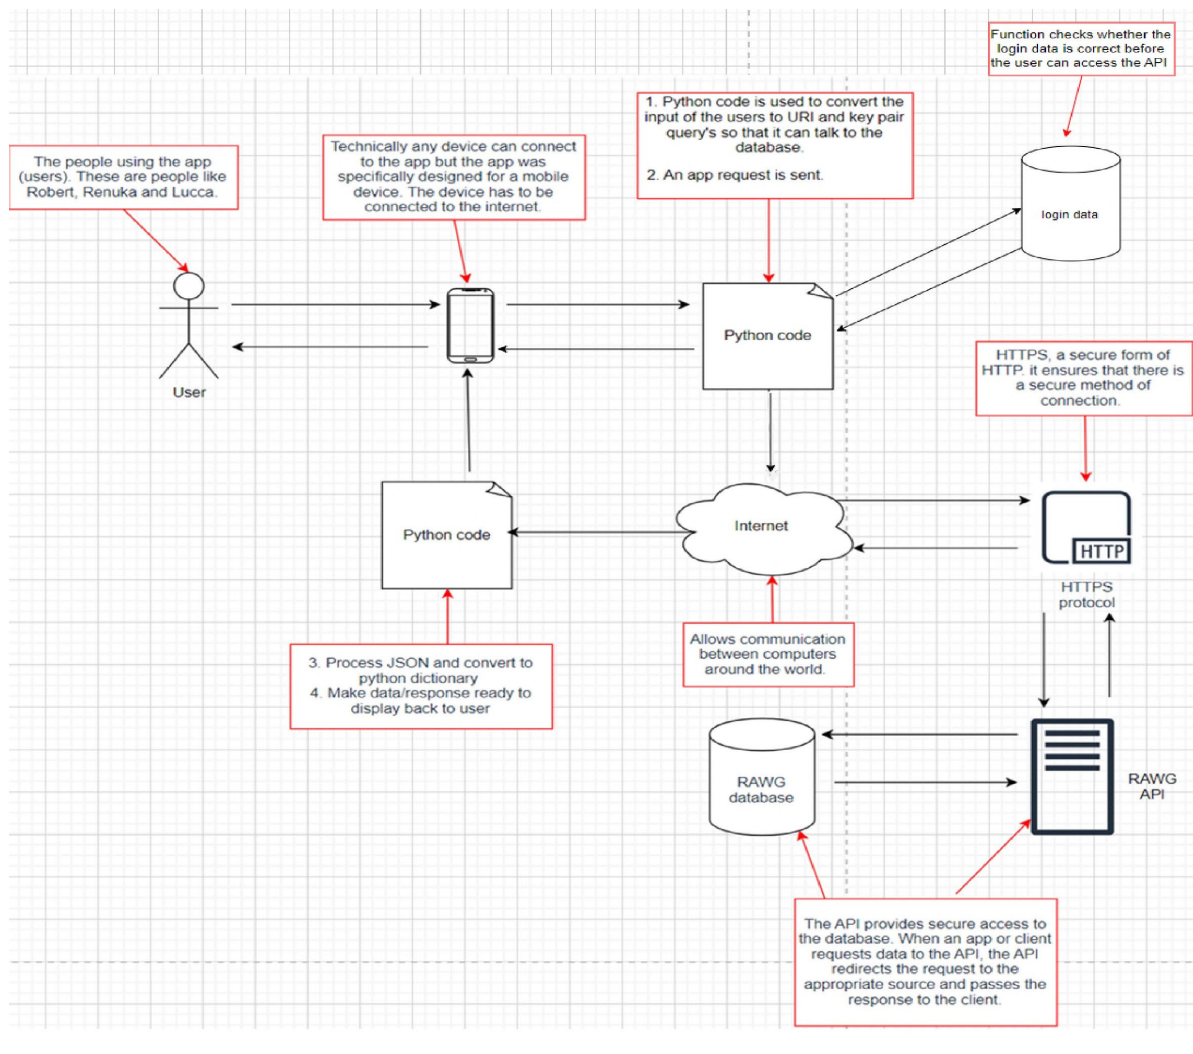 Function checks whether the
login data is correct before
the user can access the API
1. Python code is used to convert the
input of the users to URI and key pair
query's so that it can talk to the
database.
2. An app request is sent.
Technically any device can connect
to the app but the app was
specifically designed for a mobile
device. The device has to be
connected to the internet.
The people using the app
(users). These are people like
Robert, Renuka and Lucca.
login data
Python code
User
HTTPS, a secure form of
HTTP. it ensures that there is
a secure method of
connection.
Python code
Internet
HTTP
HTTPS
protocol
Allows communication
between computers
around the world.
3. Process JSON and convert to
python dictionary
4. Make data/response ready to
display back to user
RAWG
database
RAWG
API
The API provides secure access to
the database. When an app or client
requests data to the API, the API
redirects the request to the
appropriate source and passes the
response to the client.